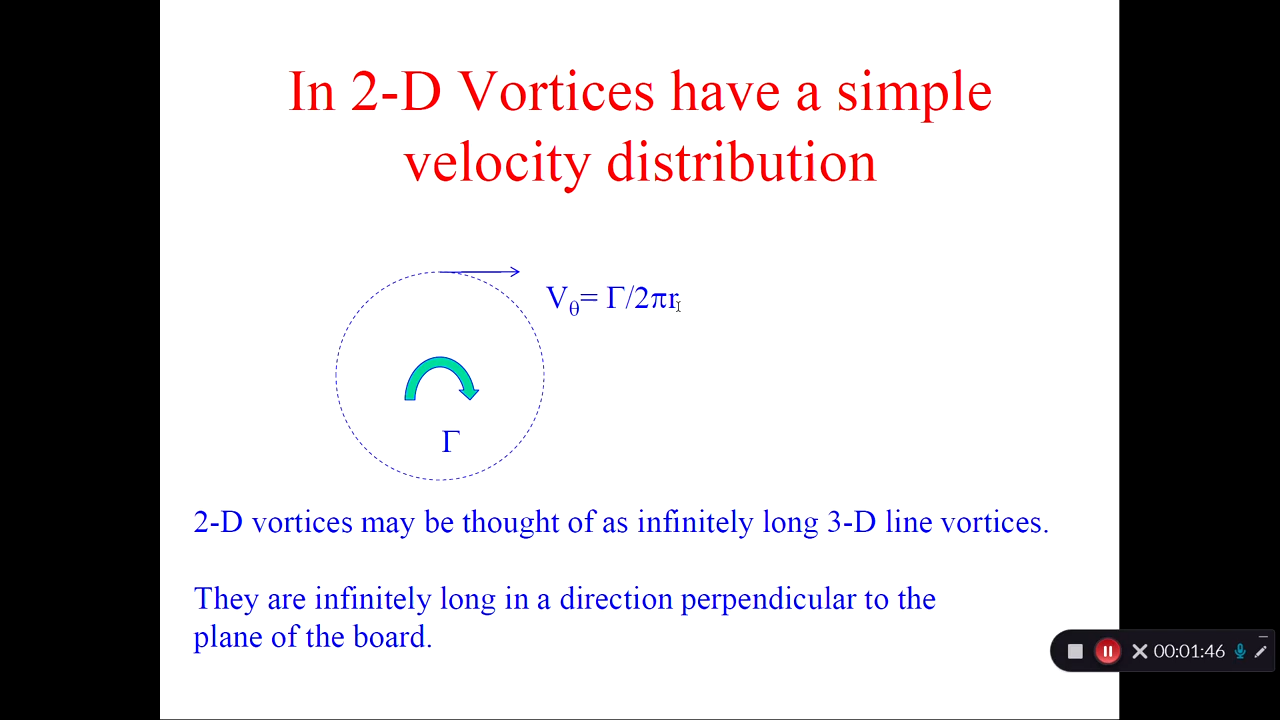 In 2-D Vortices have a simple
velocity distribution
Vθ= Γ/2πr
Γ
2-D vortices may be thought of as infinitely long 3-D line vortices.
They are infinitely long in a direction perpendicular to the
plane of the board.
00:01:46